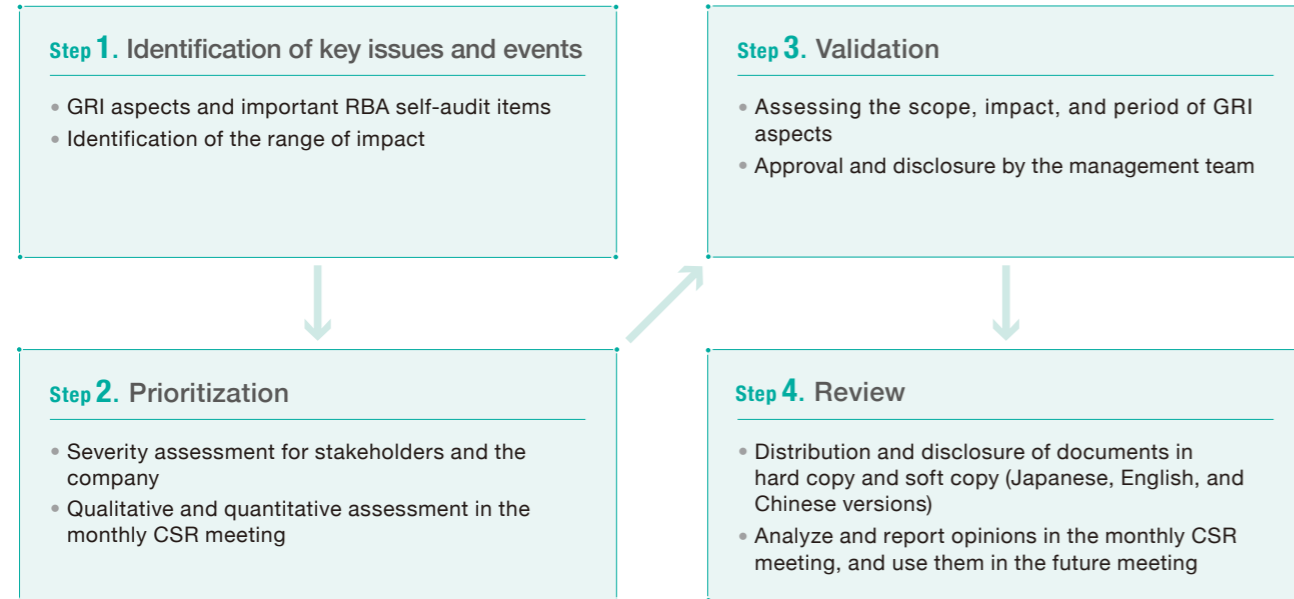 Step 1. Identification of key issues and events
• GRI aspects and important RBA self-audit items
• Identification of the range of impact
Step 2. Prioritization
• Severity assessment for stakeholders and the
company
• Qualitative and quantitative assessment in the
monthly CSR meeting
Step 3. Validation
• Assessing the scope, impact, and period of GRI
aspects
• Approval and disclosure by the management team
Step 4. Review
• Distribution and disclosure of documents in
hard copy and soft copy (Japanese, English, and
Chinese versions)
• Analyze and report opinions in the monthly CSR
meeting, and use them in the future meeting